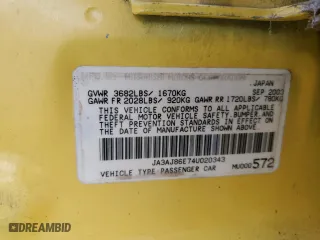 JAPAN
GVWR 3682LBS/ 1670KG SEP 2003
GAWR FR 2028LBS/ 920KG GAWR RR 1720LBS/ 780KG
THIS VEHICLE CONFORMS TO ALL APPLICABLE
FEDERAL MOTOR VEHICLE SAFETY, BUMPER, AND
THEFT PREVENTION STANDARDS IN EFFECT ON
THE DATE OF MANUFACTURE SHOWN ABOVE.
JA3AJ86E74U020343
VEHICLE TYPE PASSENGER CAR MU000572
DREAMBID